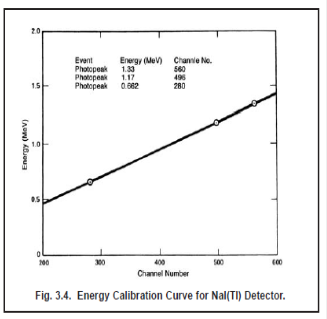 2.0
Event Energy (MeV) Channle No.
Photopeak 1.33 560
Photopeak 1.17 496
Photopeak 0.662 280
1.5
1.0
0.5
0
Energy (MeV)
200 300 400 500 600
Channel Number
Fig. 3.4. Energy Calibration Curve for NaI(Tl) Detector.